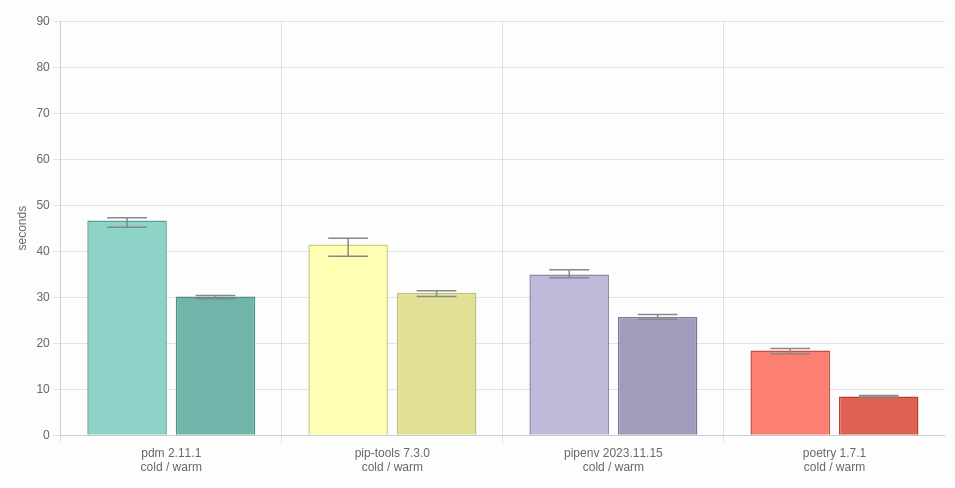 90
80
70
60
50
40
30
20
10
0
seconds
pdm 2.11.1
cold / warm
pip-tools 7.3.0
cold / warm
pipenv 2023.11.15
cold / warm
poetry 1.7.1
cold / warm